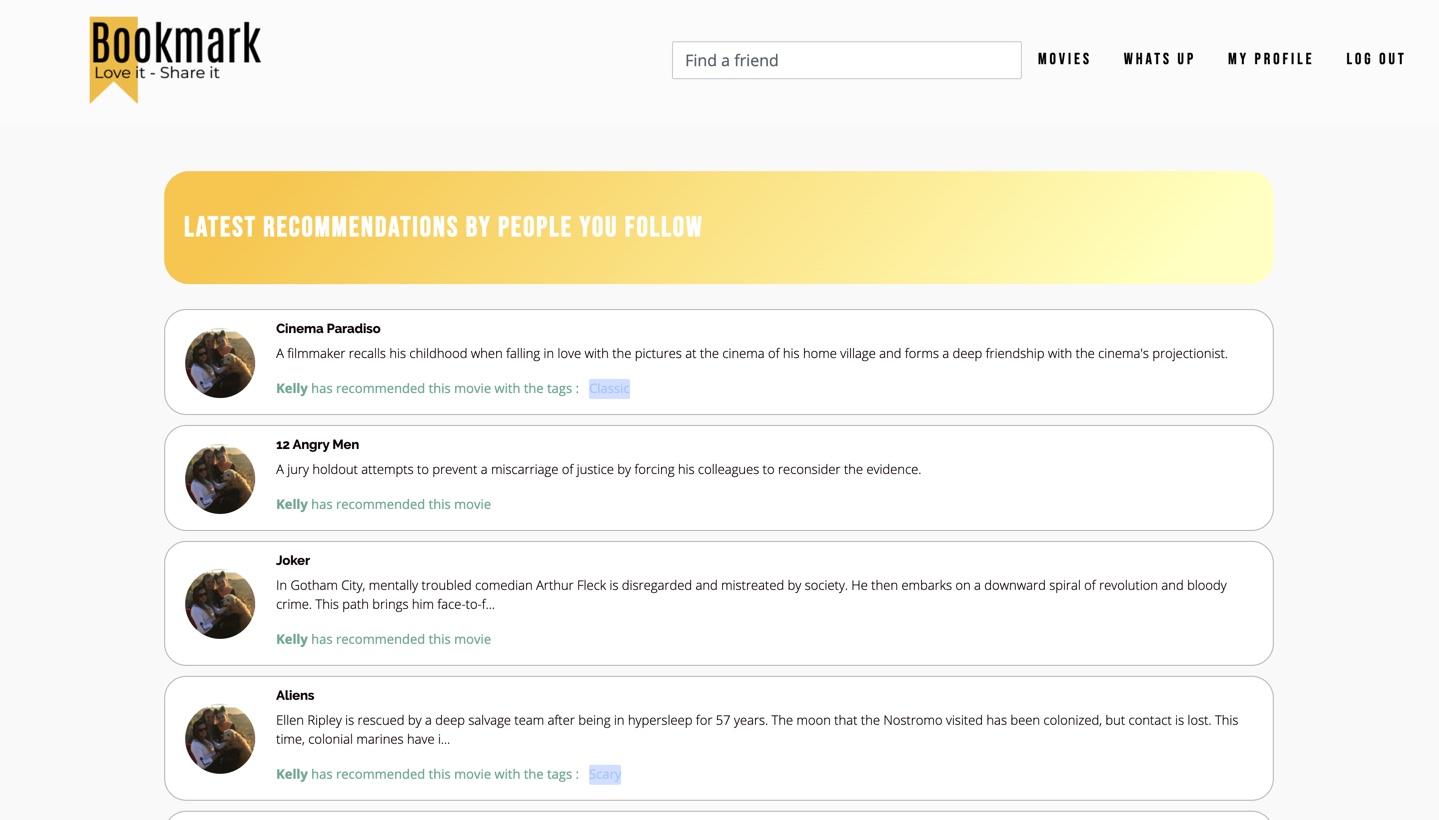 Bookmark
Love it - Share it
Find a friend
MOVIES WHATS UP MY PROFILE LOG OUT
LATEST RECOMMENDATIONS BY PEOPLE YOU FOLLOW
Cinema Paradiso
A filmmaker recalls his childhood when falling in love with the pictures at the cinema of his home village and forms a deep friendship with the cinema's projectionist.
Kelly has recommended this movie with the tags : Classic
12 Angry Men
A jury holdout attempts to prevent a miscarriage of justice by forcing his colleagues to reconsider the evidence.
Kelly has recommended this movie
Joker
In Gotham City, mentally troubled comedian Arthur Fleck is disregarded and mistreated by society. He then embarks on a downward spiral of revolution and bloody
crime. This path brings him face-to-f...
Kelly has recommended this movie
Aliens
Ellen Ripley is rescued by a deep salvage team after being in hypersleep for 57 years. The moon that the Nostromo visited has been colonized, but contact is lost. This
time, colonial marines have i...
Kelly has recommended this movie with the tags : Scary